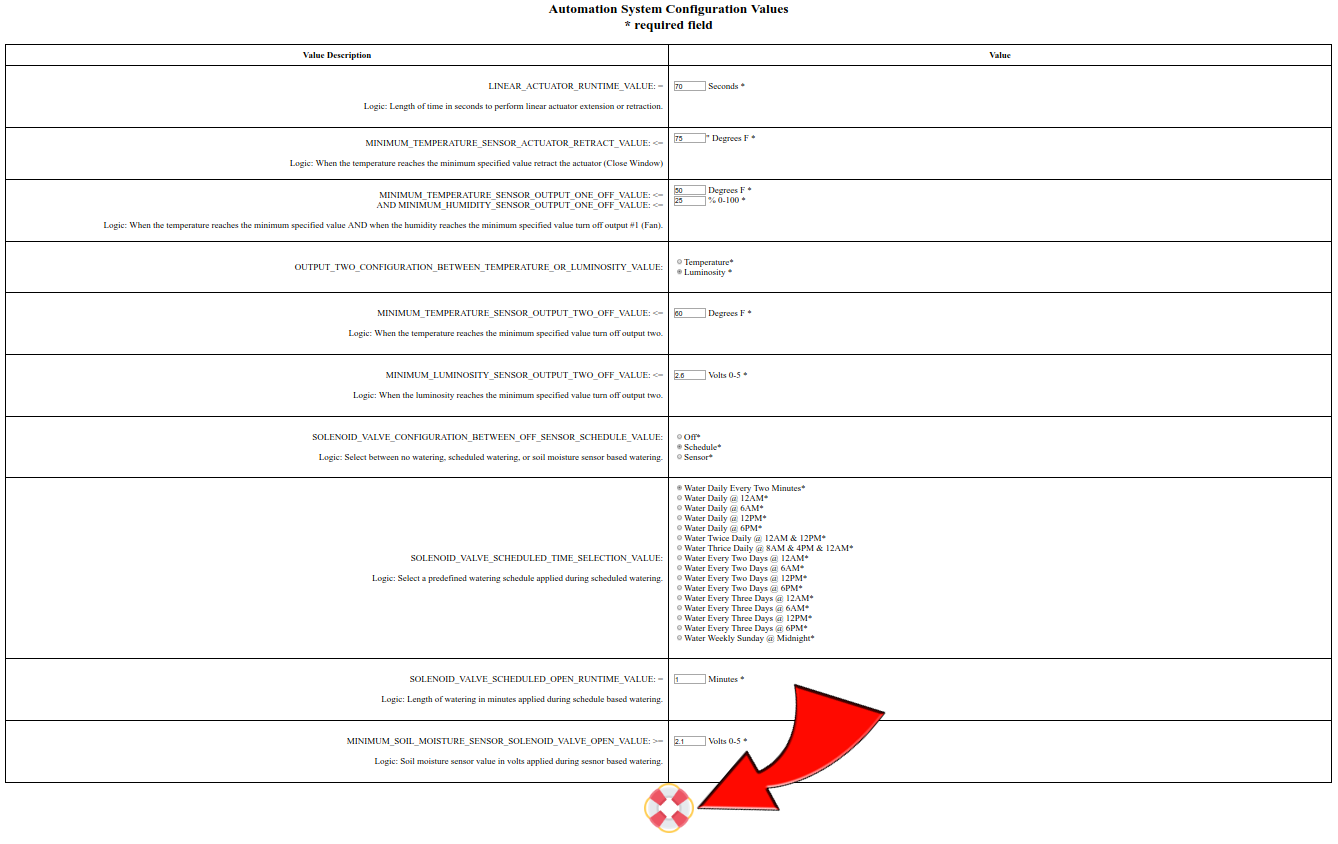 Automation System Configuration Values
* required field
Value Description
Value
LINEAR_ACTUATOR_RUNTIME_VALUE: =
Logic: Length of time in seconds to perform linear actuator extension or retraction.
70 Seconds *
MINIMUM_TEMPERATURE_SENSOR_ACTUATOR_RETRACT_VALUE: <=
Logic: When the temperature reaches the minimum specified value retract the actuator (Close Window)
75 ° Degrees F *
MINIMUM_TEMPERATURE_SENSOR_OUTPUT_ONE_OFF_VALUE: <=
AND MINIMUM_HUMIDITY_SENSOR_OUTPUT_ONE_OFF_VALUE: <=
Logic: When the temperature reaches the minimum specified value AND when the humidity reaches the minimum specified value turn off output #1 (Fan).
50 Degrees F *
25 % 0-100 *
OUTPUT_TWO_CONFIGURATION_BETWEEN_TEMPERATURE_OR_LUMINOSITY_VALUE:
Temperature*
Luminosity *
MINIMUM_TEMPERATURE_SENSOR_OUTPUT_TWO_OFF_VALUE: <=
Logic: When the temperature reaches the minimum specified value turn off output two.
60 Degrees F *
MINIMUM_LUMINOSITY_SENSOR_OUTPUT_TWO_OFF_VALUE: <=
Logic: When the luminosity reaches the minimum specified value turn off output two.
2.6 Volts 0-5 *
SOLENOID_VALVE_CONFIGURATION_BETWEEN_OFF_SENSOR_SCHEDULE_VALUE:
Logic: Select between no watering, scheduled watering, or soil moisture sensor based watering.
Off*
Schedule*
Sensor*
SOLENOID_VALVE_SCHEDULED_TIME_SELECTION_VALUE:
Logic: Select a predefined watering schedule applied during scheduled watering.
Water Daily Every Two Minutes*
Water Daily @ 12AM*
Water Daily @ 6AM*
Water Daily @ 12PM*
Water Daily @ 6PM*
Water Twice Daily @ 12AM & 12PM*
Water Thrice Daily @ 8AM & 4PM & 12AM*
Water Every Two Days @ 12AM*
Water Every Two Days @ 6AM*
Water Every Two Days @ 12PM*
Water Every Two Days @ 6PM*
Water Every Three Days @ 12AM*
Water Every Three Days @ 6AM*
Water Every Three Days @ 12PM*
Water Every Three Days @ 6PM*
Water Weekly Sunday @ Midnight*
SOLENOID_VALVE_SCHEDULED_OPEN_RUNTIME_VALUE: =
Logic: Length of watering in minutes applied during schedule based watering.
1 Minutes *
MINIMUM_SOIL_MOISTURE_SENSOR_SOLENOID_VALVE_OPEN_VALUE: >=
Logic: Soil moisture sensor value in volts applied during sesnor based watering.
2.1 Volts 0-5 *